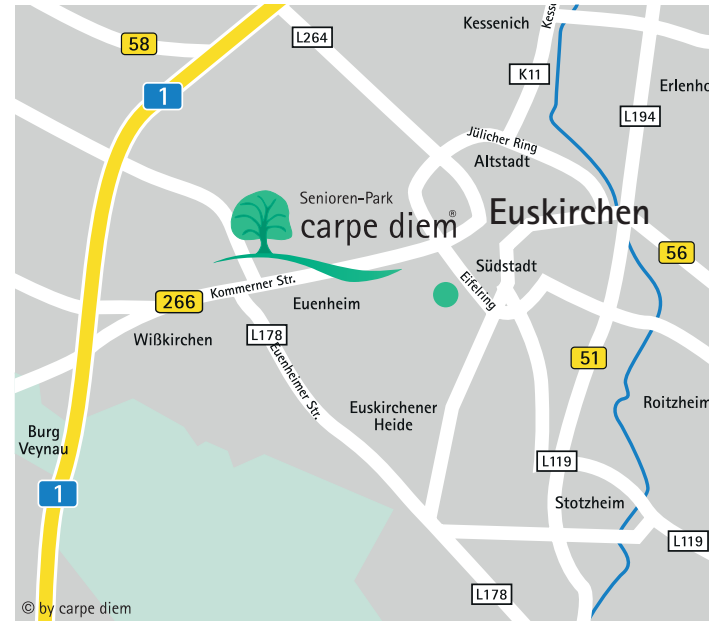 Kessenich
Kess
58
L264
K11
1
Erlenho
L194
Jülicher Ring
Altstadt
Senioren-Park
carpe diem®
Euskirchen
56
Südstadt
Eifelring
Kommerner Str.
266
Euenheim
Wißkirchen
L178
Euenheimer Str.
51
Euskirchener
Heide
Roitzheim
Burg
Veynau
L119
1
Stotzheim
L119
L178
© by carpe diem